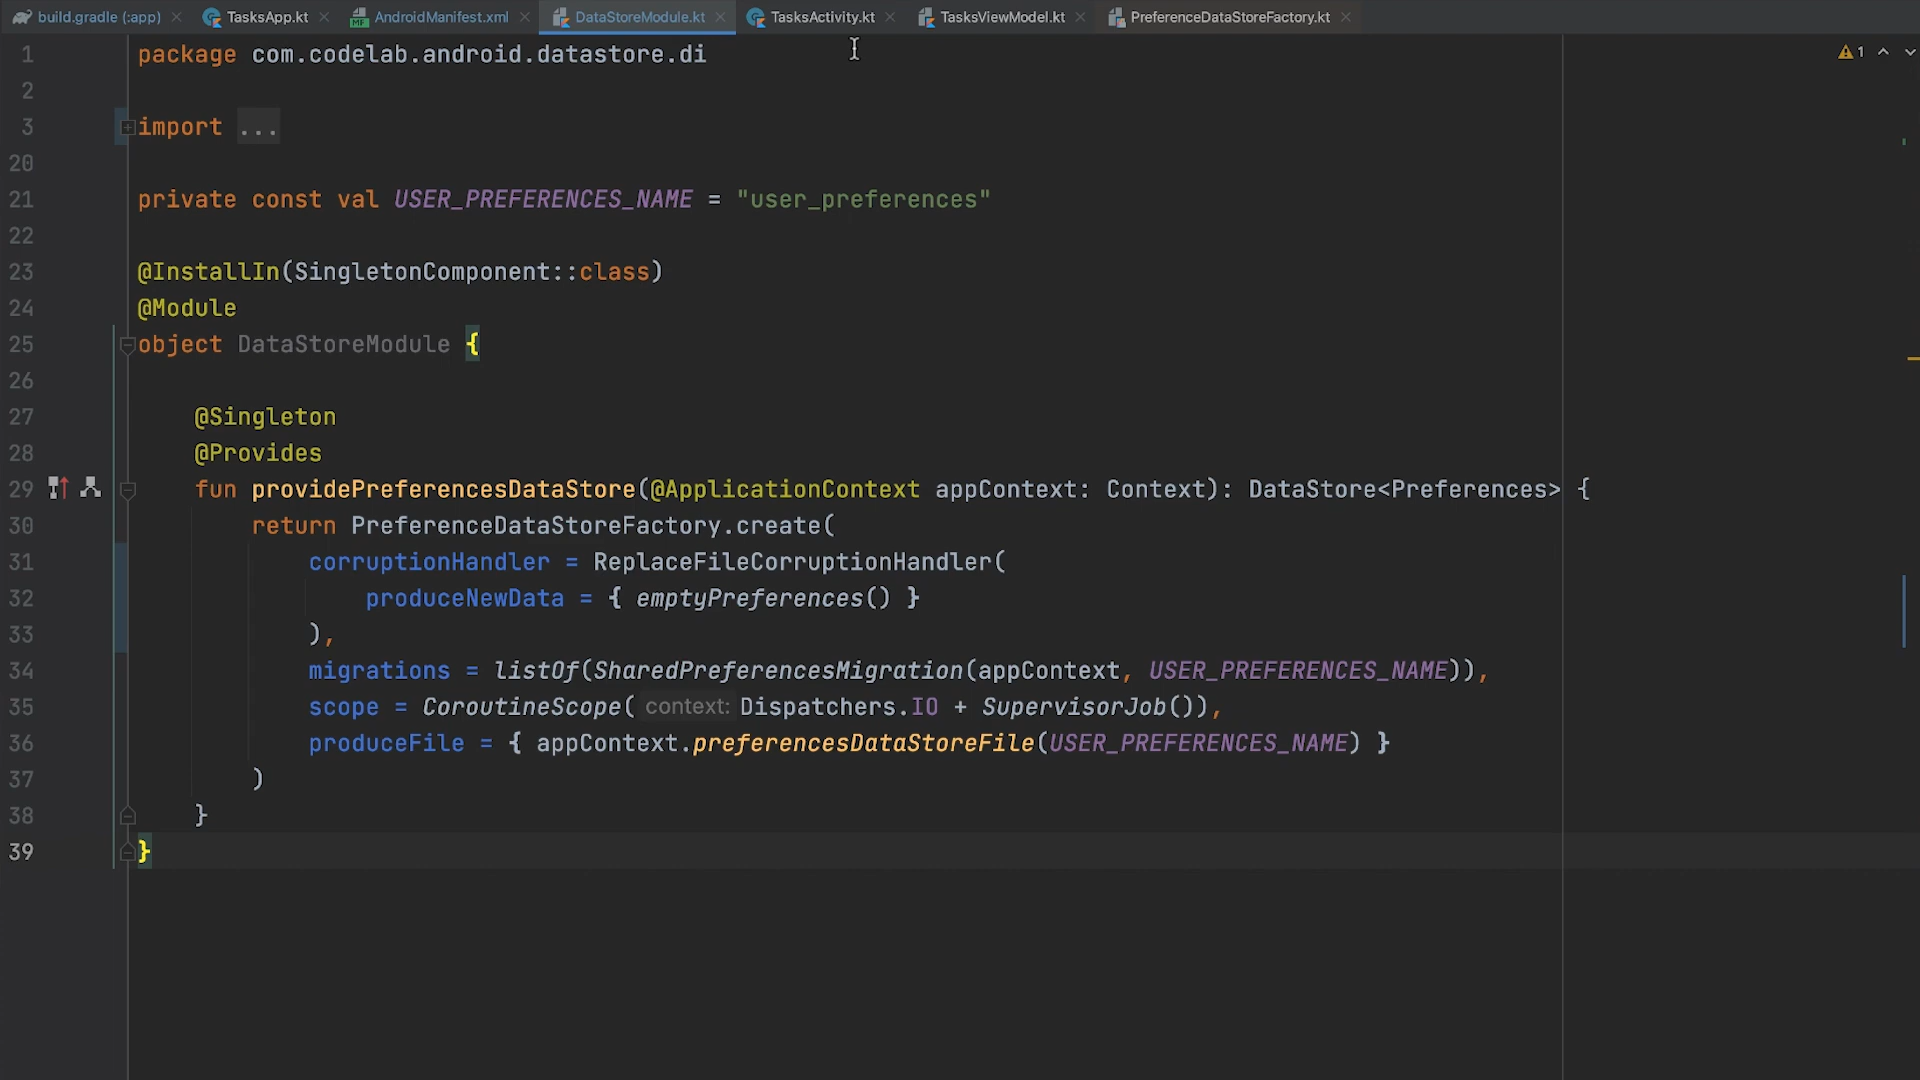 build.gradle (:app) TasksApp.kt AndroidManifest.xml DataStoreModule.kt TasksActivity.kt TasksViewModel.kt PreferenceDataStoreFactory.kt
1 package com.codelab.android.datastore.di 1
2
3 import ...
20
21 private const val USER_PREFERENCES_NAME = "user_preferences"
22
23 @InstallIn(SingletonComponent::class)
24 @Module
25 object DataStoreModule {
26
27 @Singleton
28 @Provides
29 fun providePreferencesDataStore(@ApplicationContext appContext: Context): DataStore<Preferences> {
30 return PreferenceDataStoreFactory.create(
31 corruptionHandler = ReplaceFileCorruptionHandler(
32 produceNewData = { emptyPreferences() }
33 ),
34 migrations = listOf(SharedPreferencesMigration(appContext, USER_PREFERENCES_NAME)),
35 scope = CoroutineScope( context: Dispatchers.IO + SupervisorJob()),
36 produceFile = { appContext.preferencesDataStoreFile(USER_PREFERENCES_NAME) }
37 )
38 }
39 }